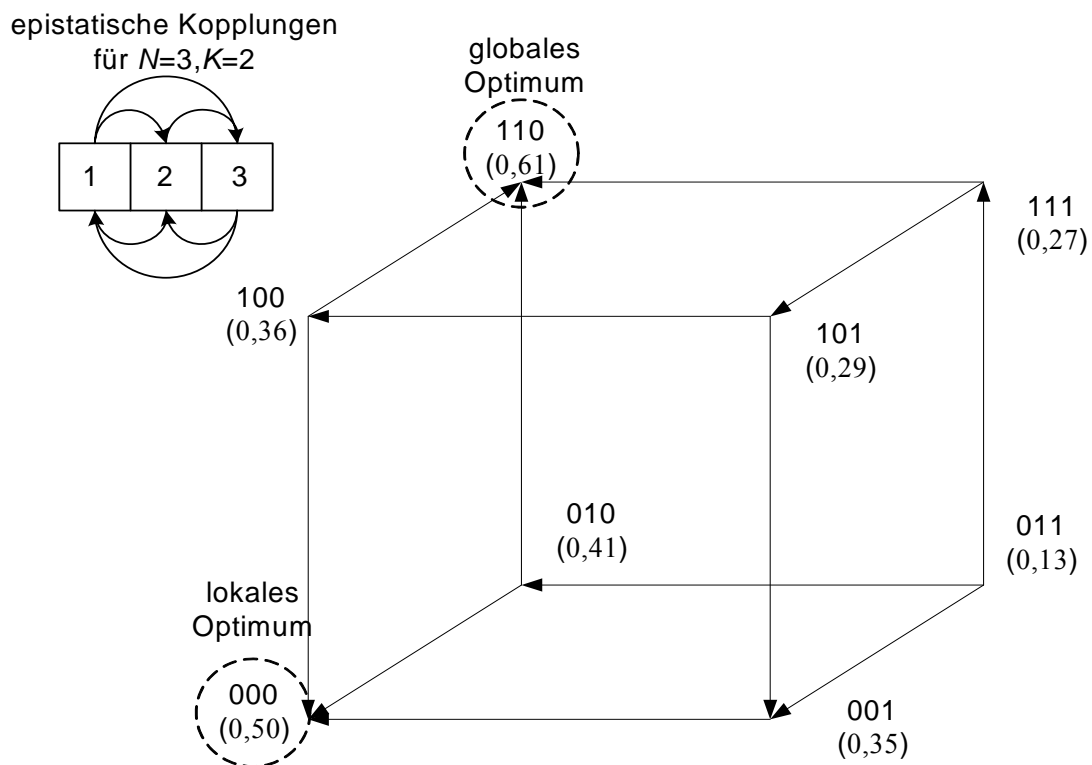 epistatische Kopplungen
für N=3,K=2
1 2 3
globales
Optimum
110
(0,61)
111
(0,27)
100
(0,36)
101
(0,29)
010
(0,41)
011
(0,13)
lokales
Optimum
000
(0,50)
001
(0,35)